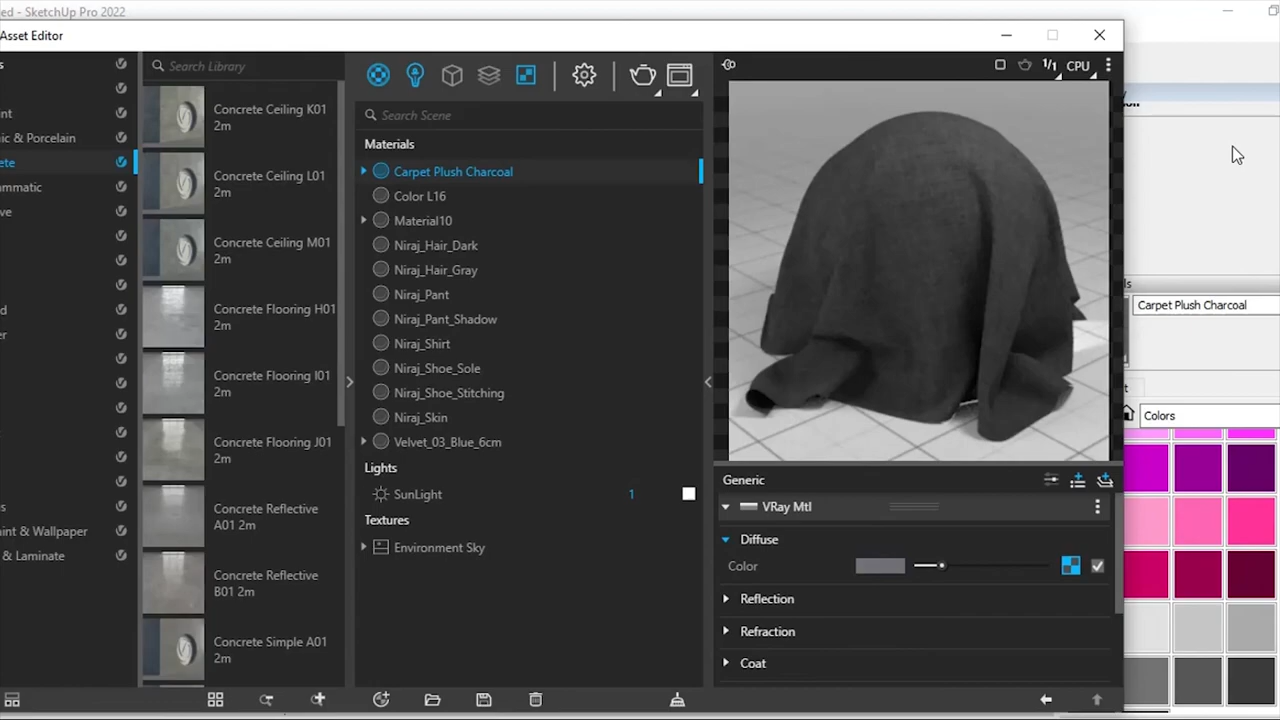 ed - SketchUp Pro 2022
Asset Editor
s
Search Library
nt
ic & Porcelain
ete
mmatic
ve
d
er
s
int & Wallpaper
& Laminate
Concrete Ceiling K01
2m
Concrete Ceiling L01
2m
Concrete Ceiling M01
2m
Concrete Flooring H01
2m
Concrete Flooring I01
2m
Concrete Flooring J01
2m
Concrete Reflective
A01 2m
Concrete Reflective
B01 2m
Concrete Simple A01
2m
Search Scene
Materials
Carpet Plush Charcoal
Color L16
Material10
Niraj_Hair_Dark
Niraj_Hair_Gray
Niraj_Pant
Niraj_Pant_Shadow
Niraj_Shirt
Niraj_Shoe_Sole
Niraj_Shoe_Stitching
Niraj_Skin
Velvet_03_Blue_6cm
Lights
SunLight 1
Textures
Environment Sky
1/1 CPU
Generic
VRay Mtl
Diffuse
Color
Reflection
Refraction
Coat
ls
Carpet Plush Charcoal
t
Colors